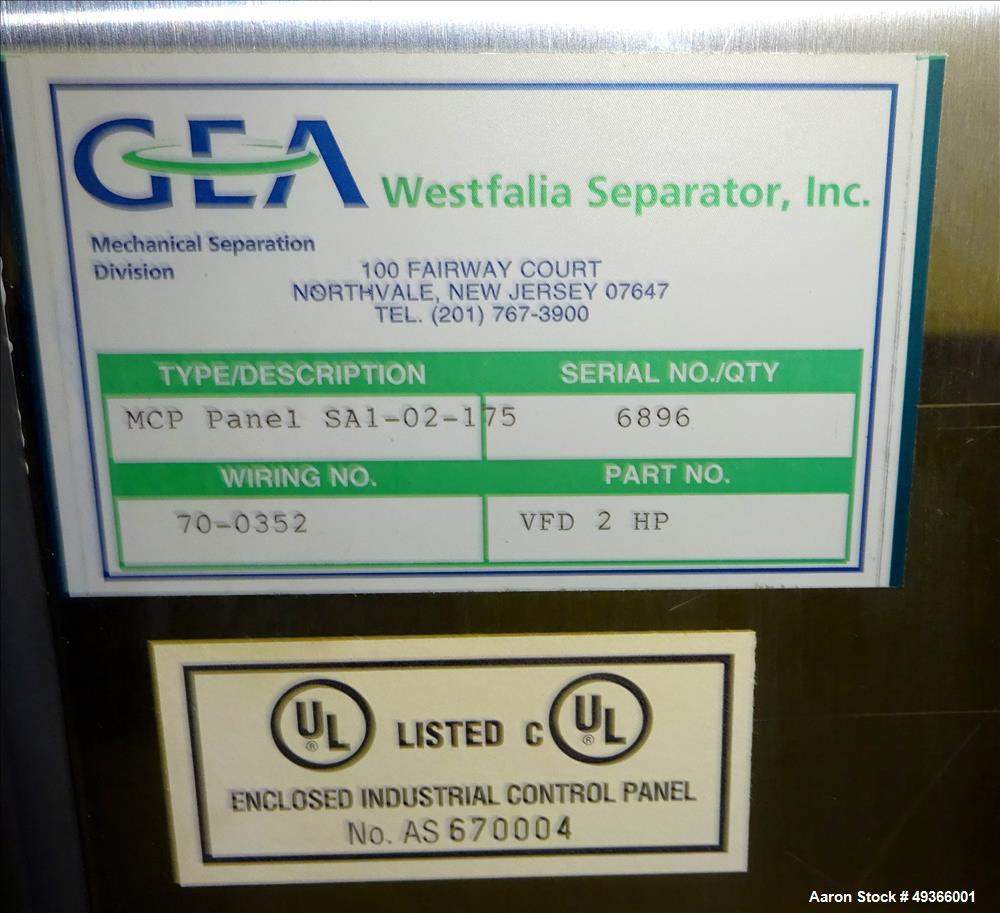 GEA Westfalia Separator, Inc.
Mechanical Separation
Division
100 FAIRWAY COURT
NORTHVALE, NEW JERSEY 07647
TEL. (201) 767-3900
TYPE/DESCRIPTION SERIAL NO./QTY
MCP Panel SA1-02-175 6896
WIRING NO. PART NO.
70-0352 VFD 2 HP
UL® LISTED C UL®
ENCLOSED INDUSTRIAL CONTROL PANEL
No. AS 670004
Aaron Stock # 49366001